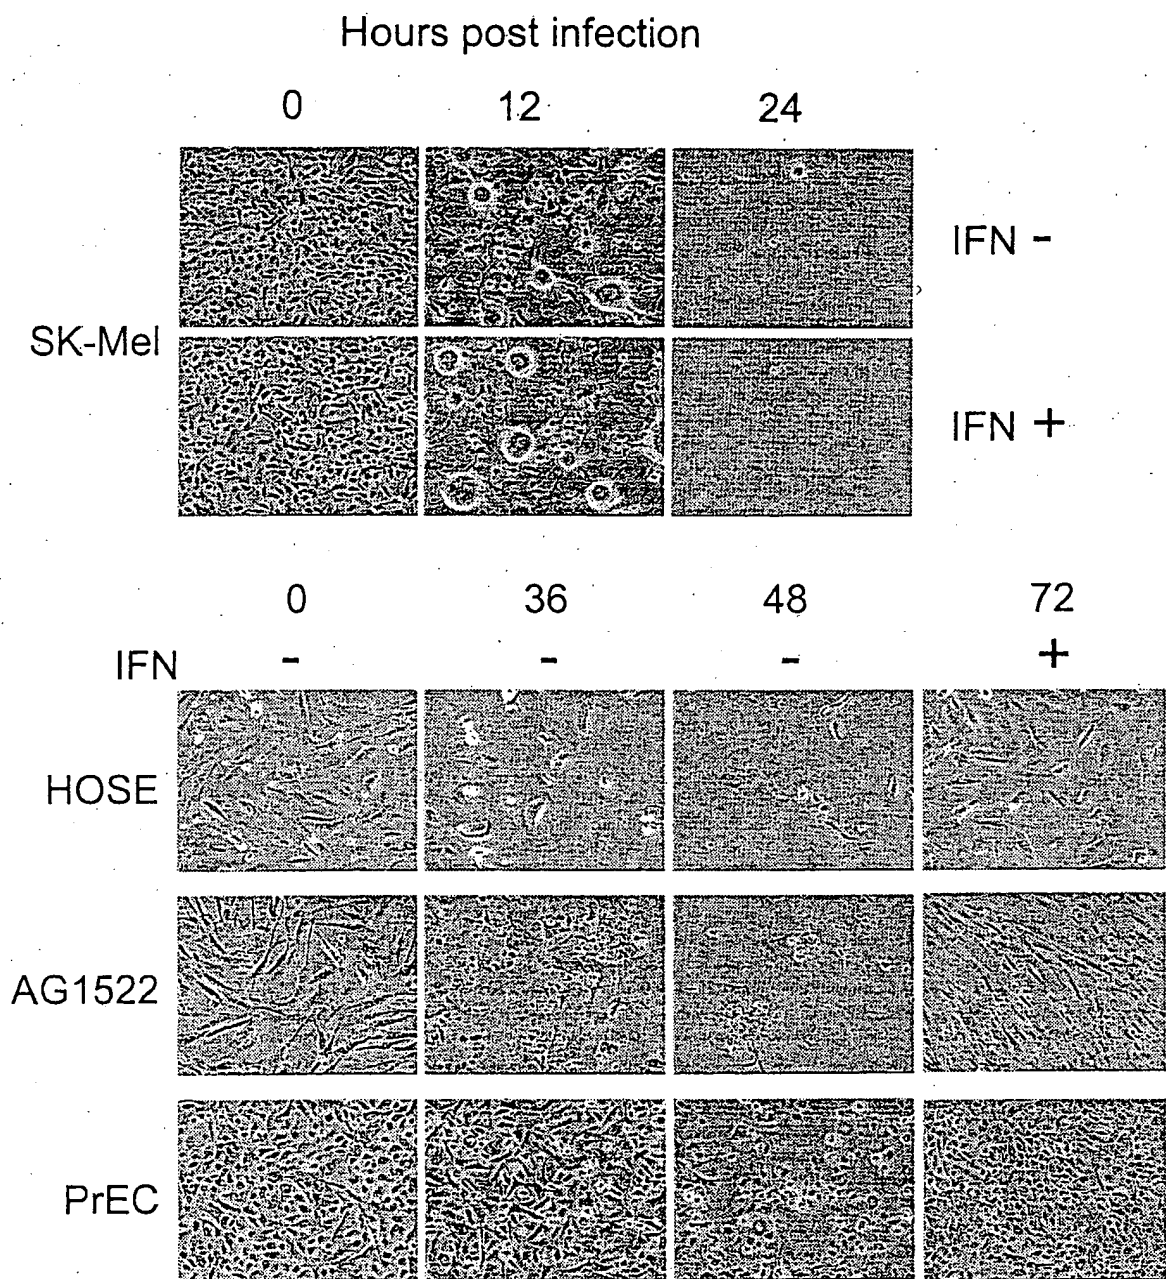 Hours post infection
0 12 24
IFN -
SK-Mel
IFN +
0 36 48 72
IFN - - - +
HOSE
AG1522
PrEC